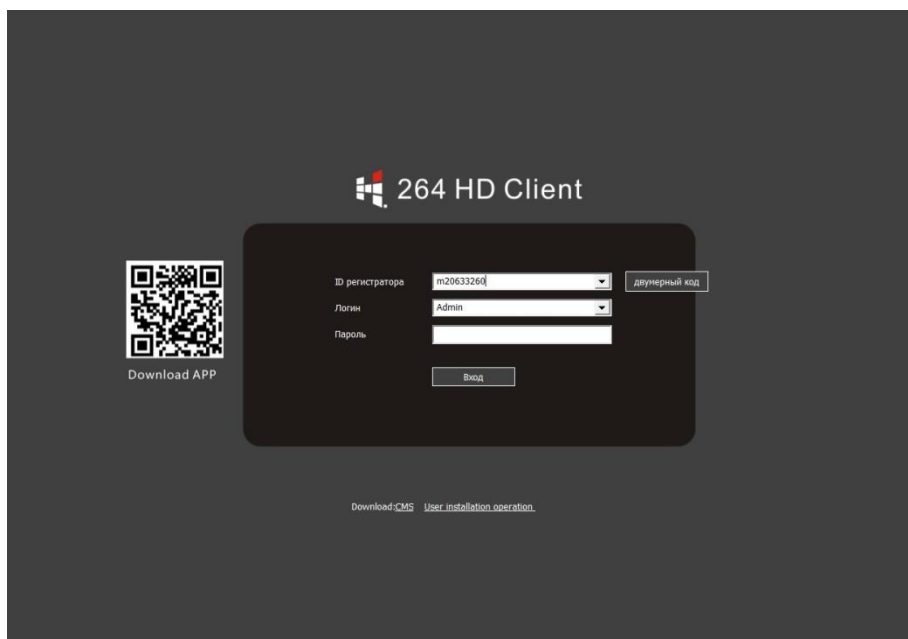 264 HD Client
ID регистратора
m20633260
двумерный код
Логин
Admin
Пароль
Download APP
Вход
Download:CMS User installation operation